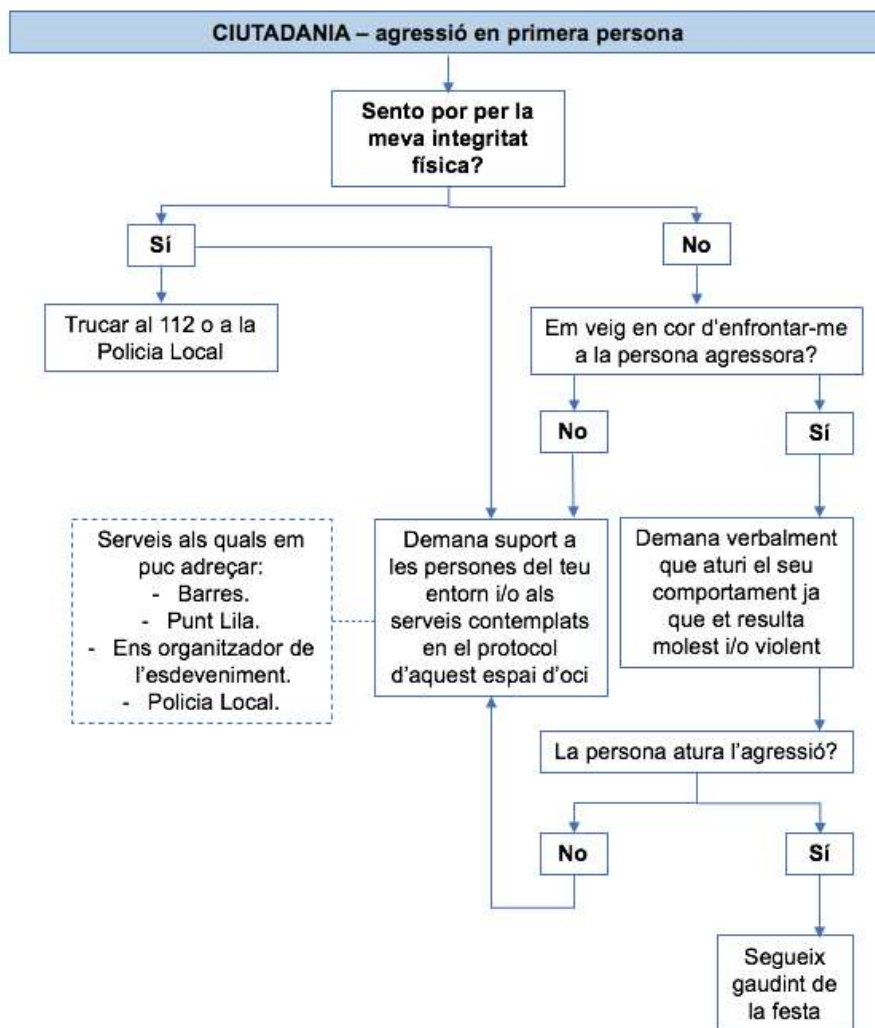 CIUTADANIA – agressió en primera persona
Sento por per la
meva integritat
física?
Sí
No
Trucar al 112 o a la
Policia Local
Em veig en cor d'enfrontar-me
a la persona agressora?
No
Sí
Serveis als quals em
puc adreçar:
- Barres.
- Punt Lila.
- Ens organitzador de
l'esdeveniment.
- Policia Local.
Demana suport a
les persones del teu
entorn i/o als
serveis contemplats
en el protocol
d'aquest espai d'oci
Demana verbalment
que aturi el seu
comportament ja
que et resulta
molest i/o violent
La persona atura l'agressió?
No
Sí
Segueix
gaudint de
la festa